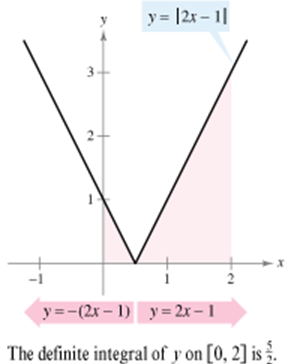 y
y = |2x − 1|
3
2
1
−1
1
2
x
y = −(2x − 1)
y = 2x − 1
The definite integral of y on [0, 2] is 5/2.